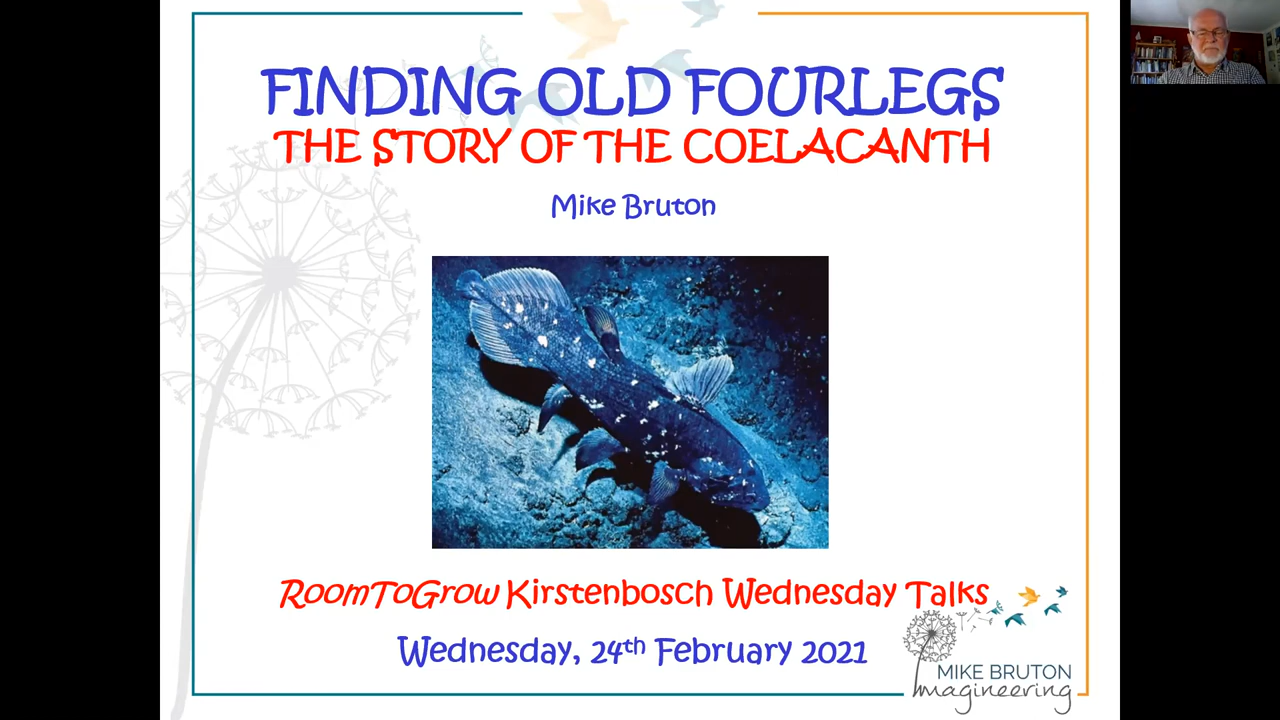 FINDING OLD FOURLEGS
THE STORY OF THE COELACANTH
Mike Bruton
RoomToGrow Kirstenbosch Wednesday Talks
Wednesday, 24th February 2021
MIKE BRUTON
Imagineering